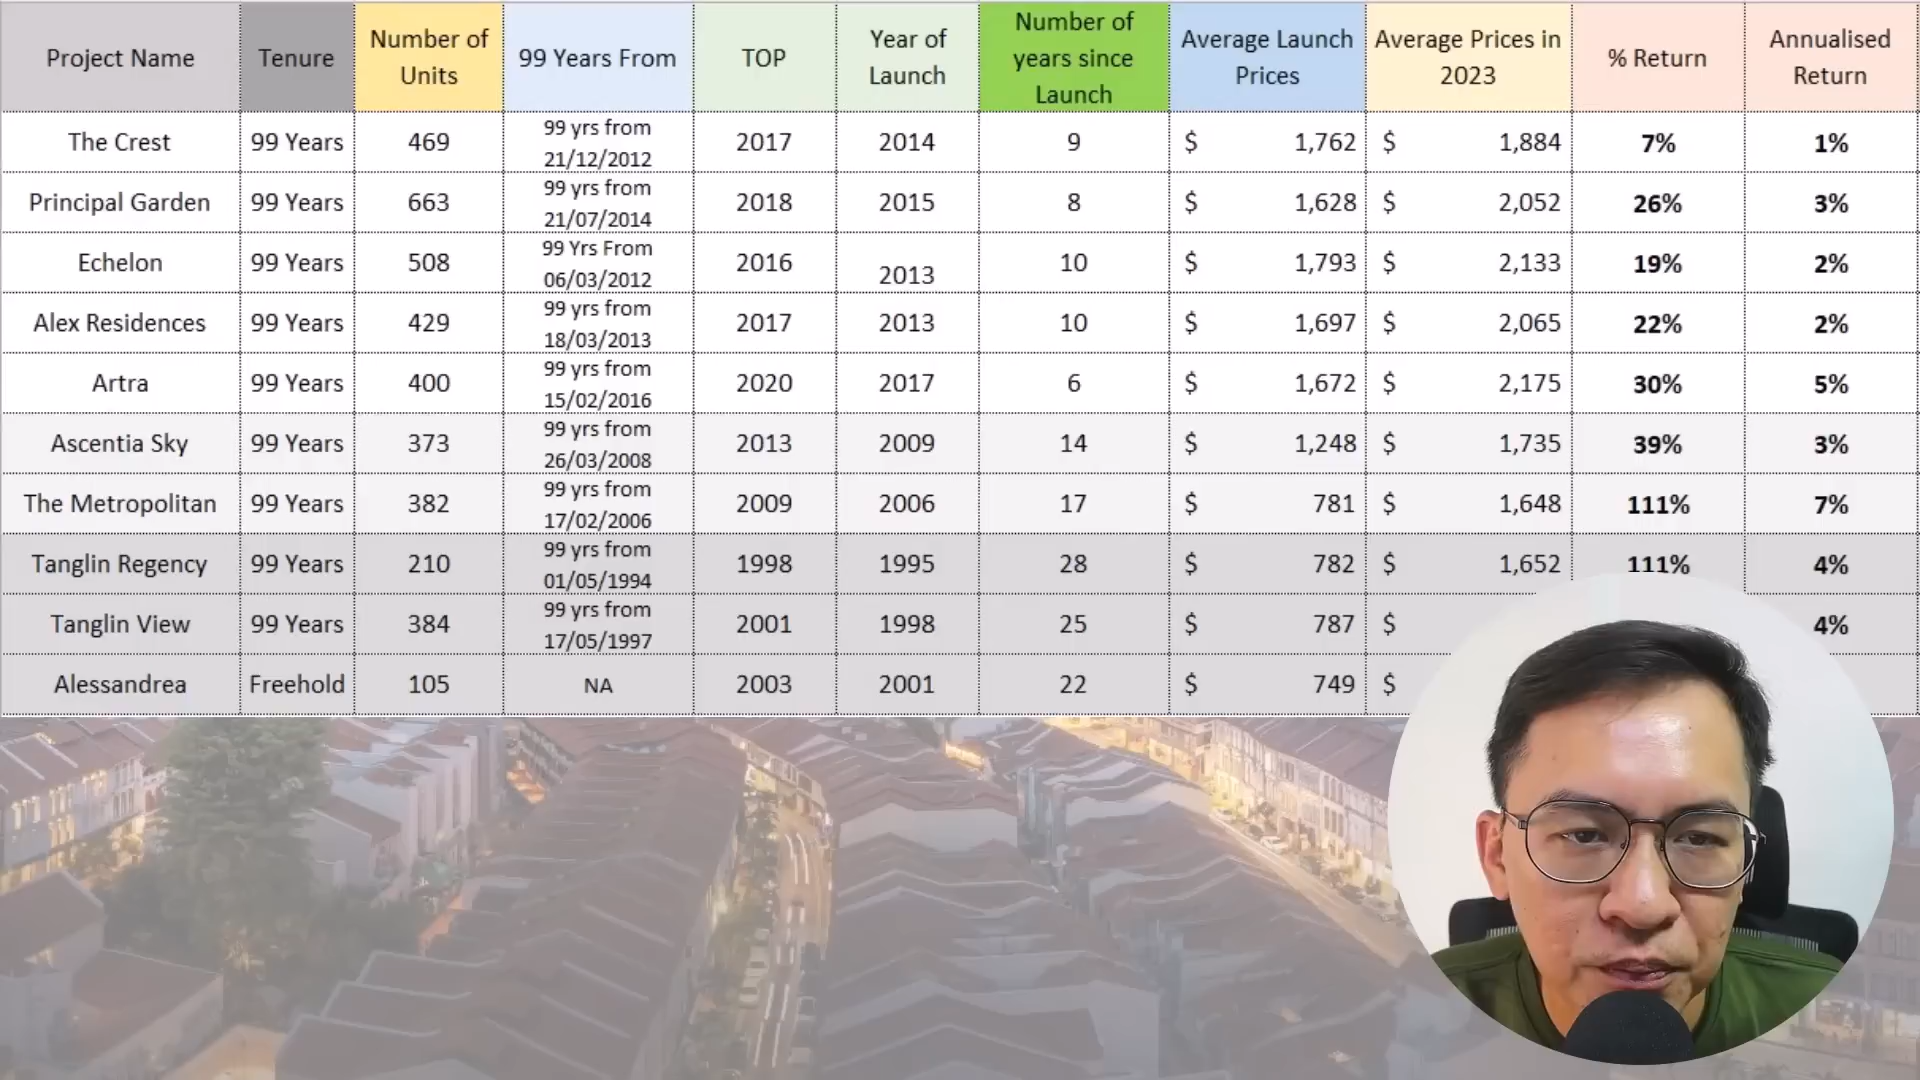 Project Name Tenure Number of Units 99 Years From TOP Year of Launch Number of years since Launch Average Launch Prices Average Prices in 2023 % Return Annualised Return
The Crest 99 Years 469 99 yrs from 21/12/2012 2017 2014 9 $ 1,762 $ 1,884 7% 1%
Principal Garden 99 Years 663 99 yrs from 21/07/2014 2018 2015 8 $ 1,628 $ 2,052 26% 3%
Echelon 99 Years 508 99 Yrs From 06/03/2012 2016 2013 10 $ 1,793 $ 2,133 19% 2%
Alex Residences 99 Years 429 99 yrs from 18/03/2013 2017 2013 10 $ 1,697 $ 2,065 22% 2%
Artra 99 Years 400 99 yrs from 15/02/2016 2020 2017 6 $ 1,672 $ 2,175 30% 5%
Ascentia Sky 99 Years 373 99 yrs from 26/03/2008 2013 2009 14 $ 1,248 $ 1,735 39% 3%
The Metropolitan 99 Years 382 99 yrs from 17/02/2006 2009 2006 17 $ 781 $ 1,648 111% 7%
Tanglin Regency 99 Years 210 99 yrs from 01/05/1994 1998 1995 28 $ 782 $ 1,652 111% 4%
Tanglin View 99 Years 384 99 yrs from 17/05/1997 2001 1998 25 $ 787 $ 4%
Alessandrea Freehold 105 NA 2003 2001 22 $ 749 $